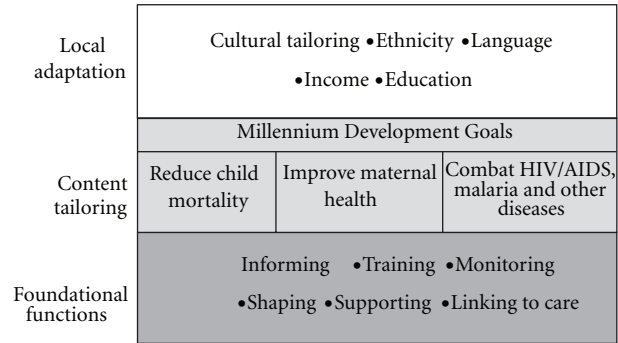 Local
adaptation
Cultural tailoring •Ethnicity •Language
•Income •Education
Millennium Development Goals
Content
tailoring
Reduce child
mortality
Improve maternal
health
Combat HIV/AIDS,
malaria and other
diseases
Foundational
functions
Informing •Training •Monitoring
•Shaping •Supporting •Linking to care